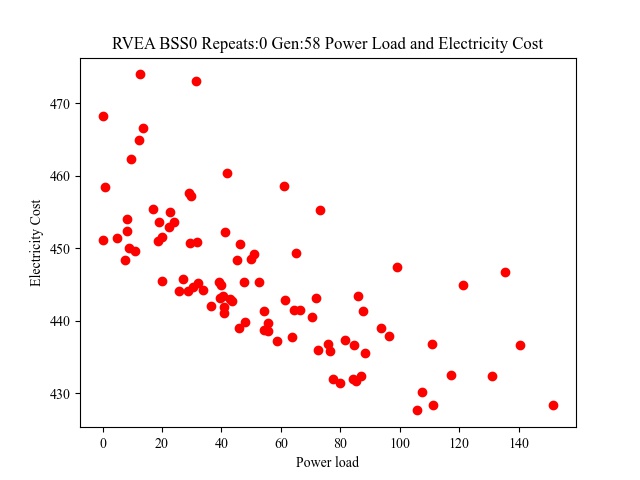 RVEA BSS0 Repeats:0 Gen:58 Power Load and Electricity Cost
470
460
450
440
430
Electricity Cost
0 20 40 60 80 100 120 140
Power load